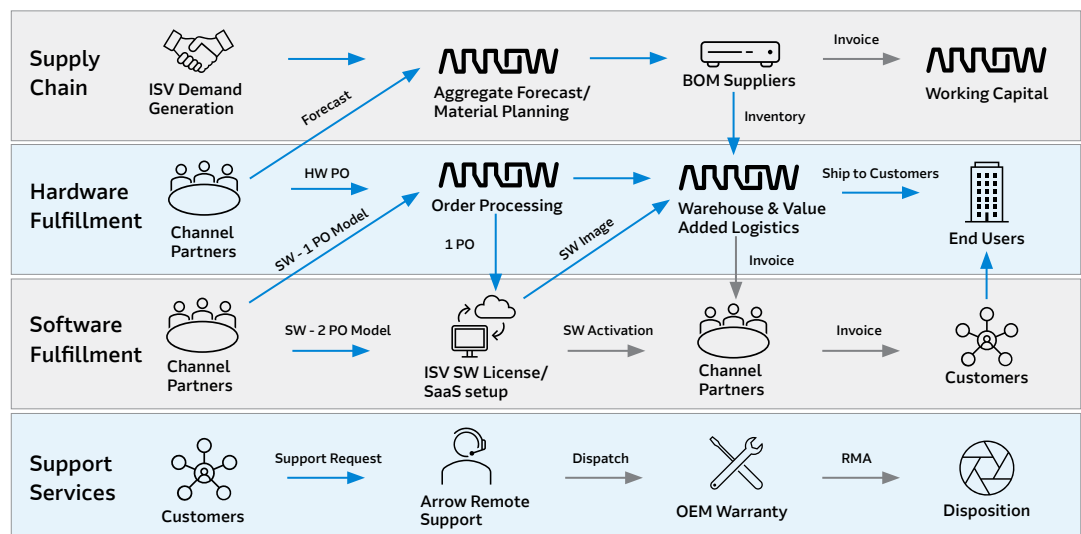 Supply
Chain
ISV Demand
Generation
Forecast
ARROW
Aggregate Forecast/
Material Planning
BOM Suppliers
Invoice
ARROW
Working Capital
Inventory
Hardware
Fulfillment
Channel
Partners
HW PO
SW - 1 PO Model
ARROW
Order Processing
1 PO
SW Image
ARROW
Warehouse & Value
Added Logistics
Ship to Customers
End Users
Invoice
Software
Fulfillment
Channel
Partners
SW - 2 PO Model
ISV SW License/
SaaS setup
SW Activation
Channel
Partners
Invoice
Customers
Support
Services
Customers
Support Request
Arrow Remote
Support
Dispatch
OEM Warranty
RMA
Disposition